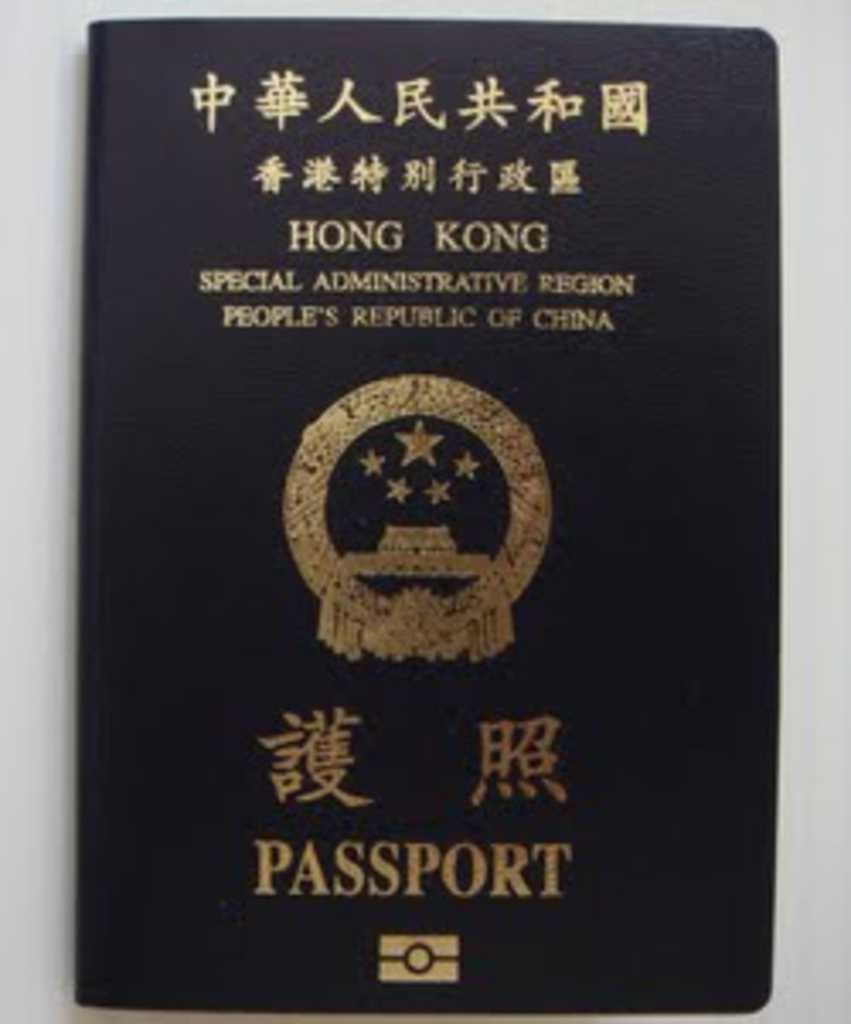 中華人民共和國
香港特別行政區
HONG KONG
SPECIAL ADMINISTRATIVE REGION
PEOPLE'S REPUBLIC OF CHINA
護照
PASSPORT